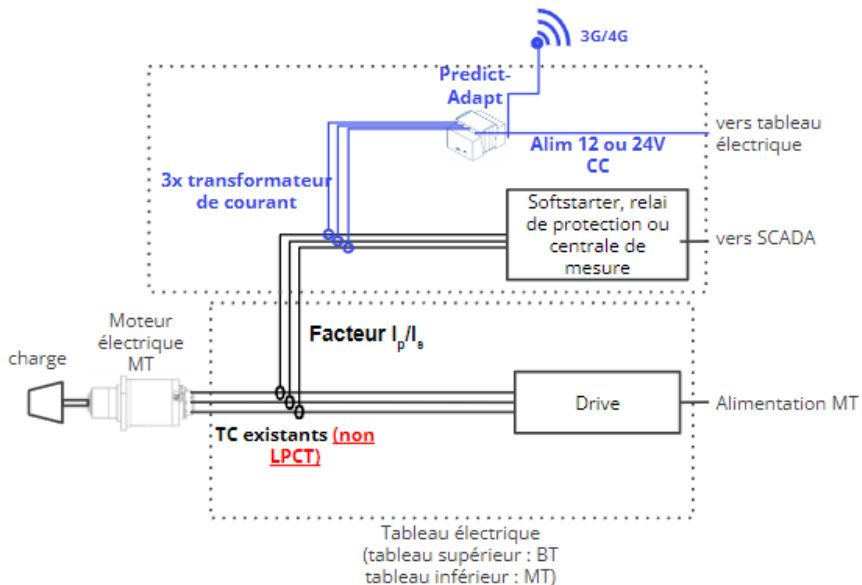 3G/4G
Predict-
Adapt
vers tableau
électrique
Alim 12 ou 24V
CC
3x transformateur
de courant
Softstarter, relai
de protection ou
centrale de
mesure
vers SCADA
Moteur
électrique
MT
Facteur Ip/Is
charge
Drive
Alimentation MT
TC existants (non
LPCT)
Tableau électrique
(tableau supérieur : BT
tableau inférieur : MT)